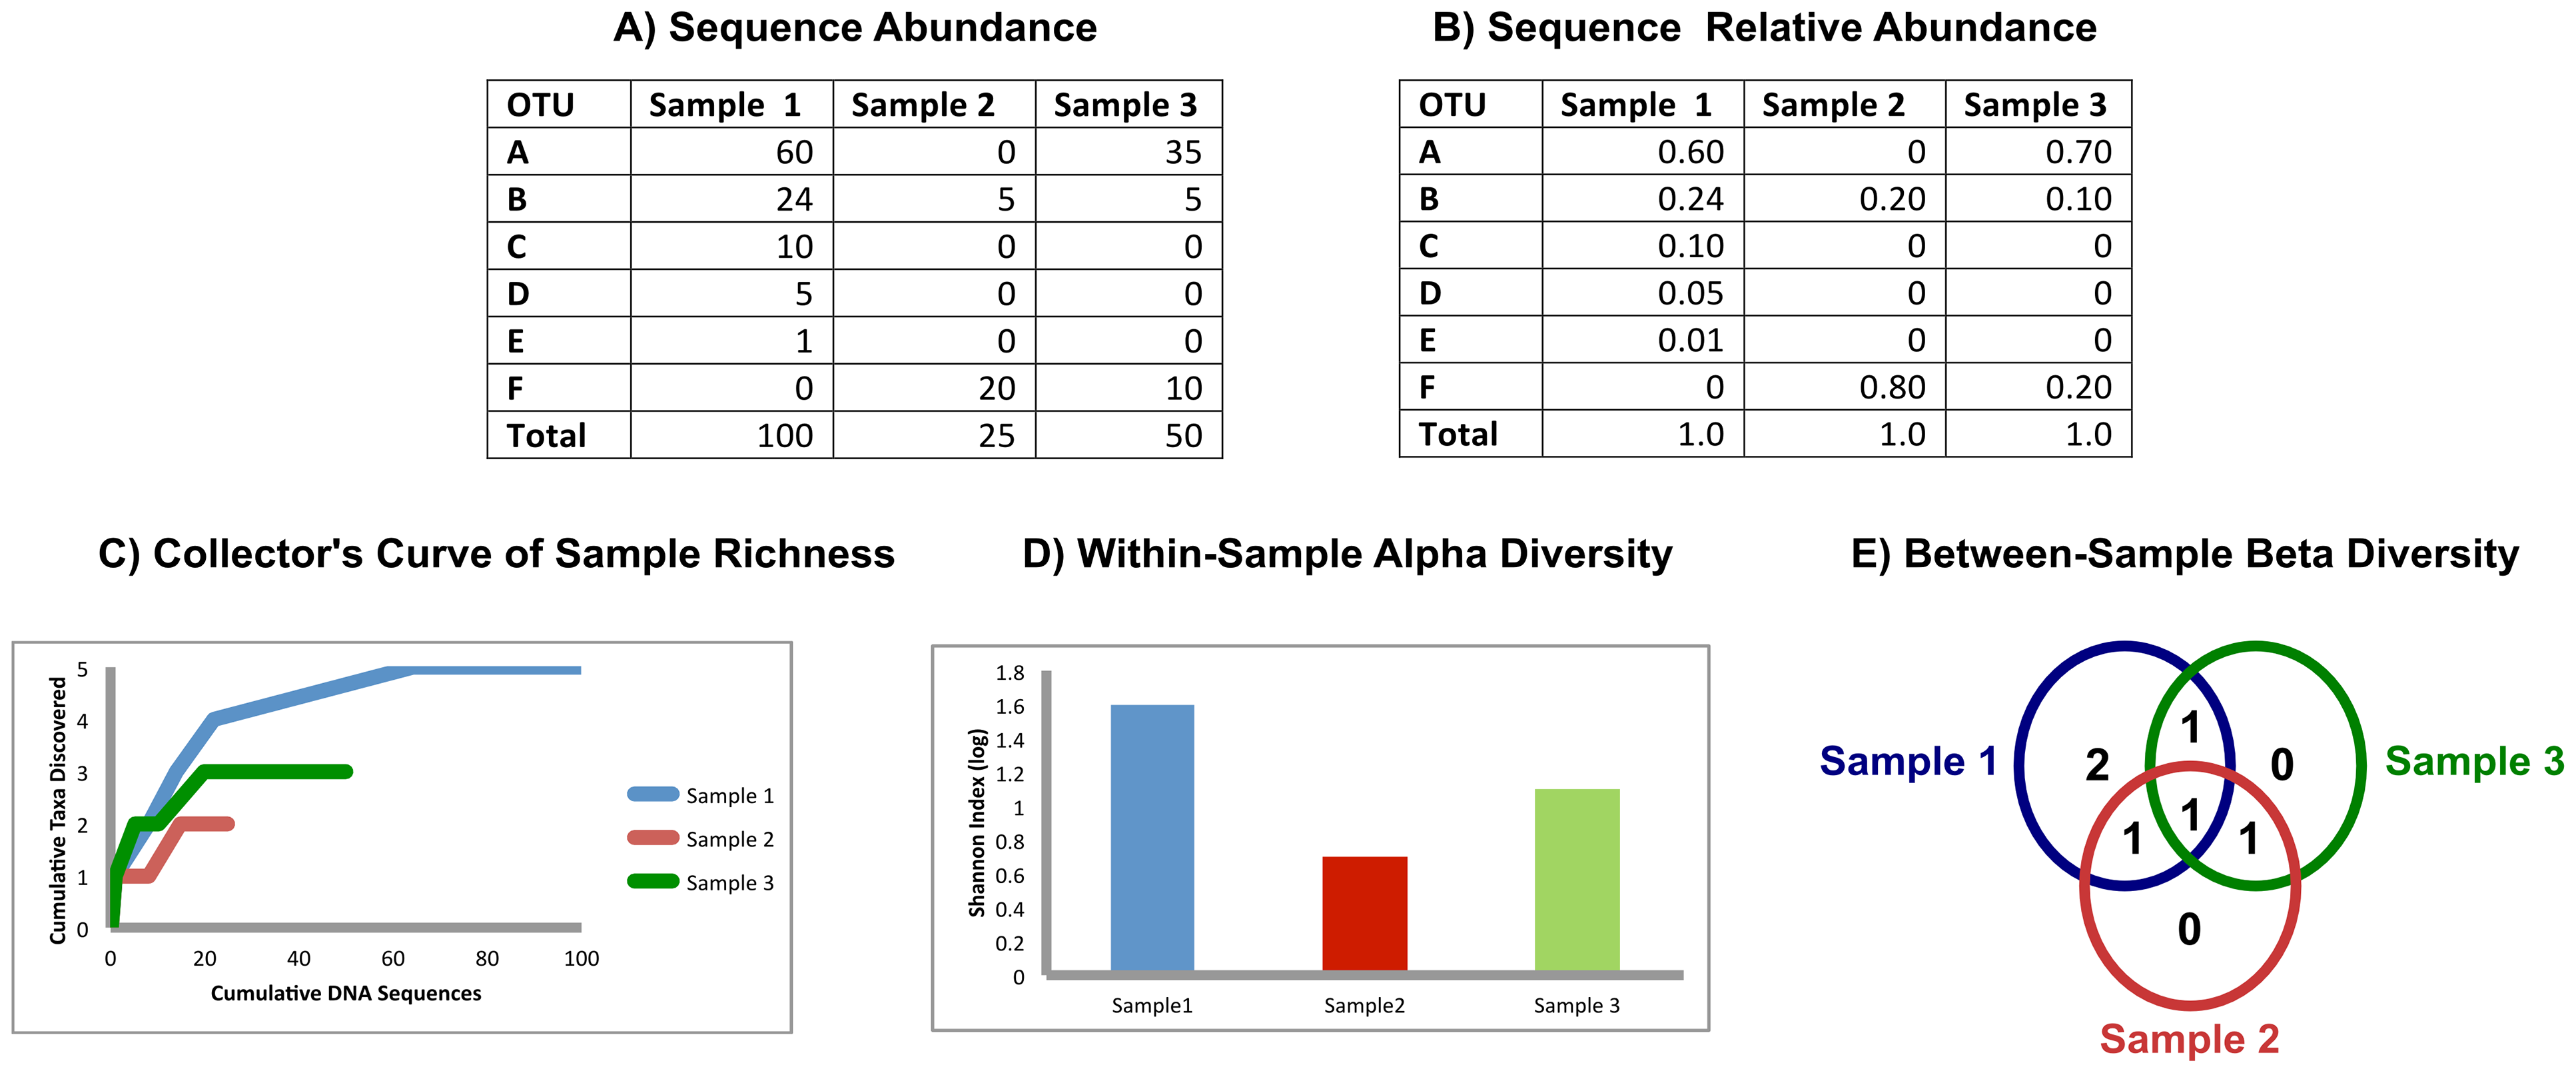 A) Sequence Abundance
B) Sequence Relative Abundance
OTU Sample 1 Sample 2 Sample 3
A 60 0 35
B 24 5 5
C 10 0 0
D 5 0 0
E 1 0 0
F 0 20 10
Total 100 25 50
OTU Sample 1 Sample 2 Sample 3
A 0.60 0 0.70
B 0.24 0.20 0.10
C 0.10 0 0
D 0.05 0 0
E 0.01 0 0
F 0 0.80 0.20
Total 1.0 1.0 1.0
C) Collector's Curve of Sample Richness
Cumulative Taxa Discovered
5
4
3
2
1
0
0 20 40 60 80 100
Cumulative DNA Sequences
Sample 1
Sample 2
Sample 3
D) Within-Sample Alpha Diversity
Shannon Index (log)
1.8
1.6
1.4
1.2
1
0.8
0.6
0.4
0.2
0
Sample1 Sample2 Sample 3
E) Between-Sample Beta Diversity
1
Sample 1 2 0 Sample 3
1
1 1
0
Sample 2